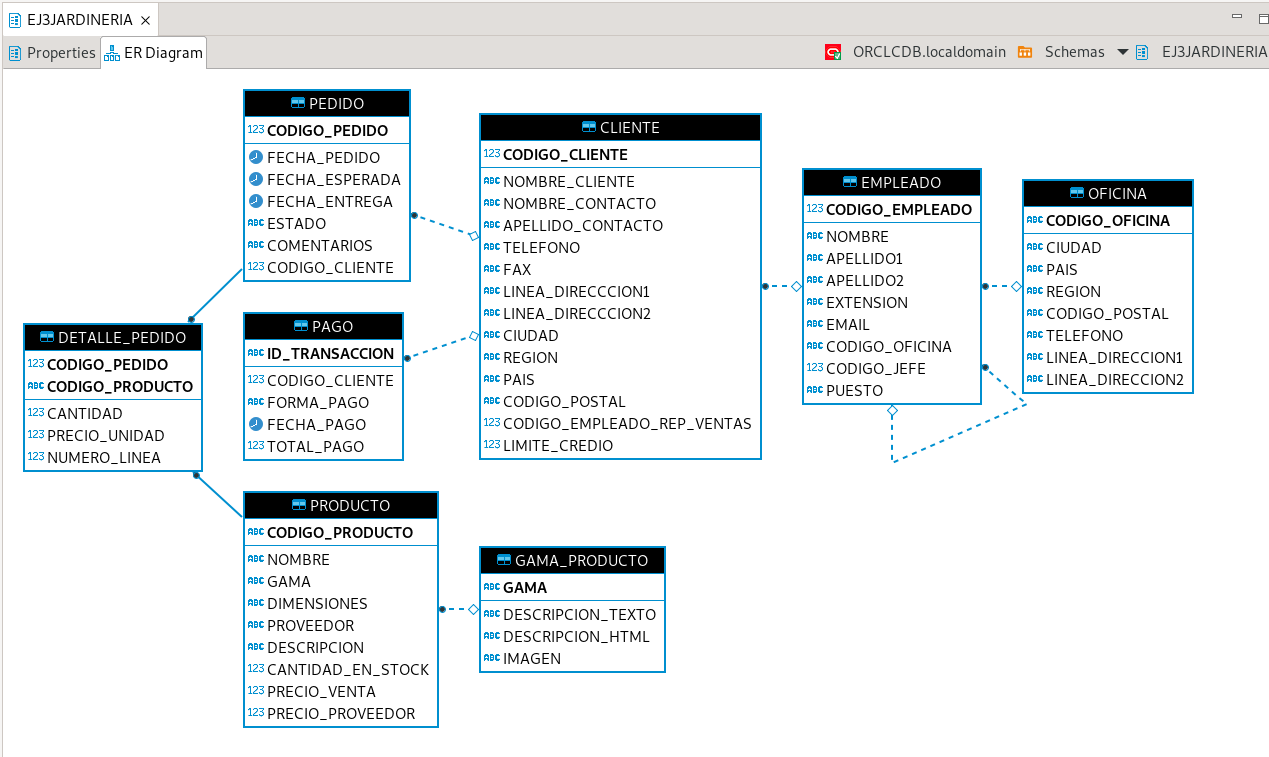 EJ3JARDINERIA
Properties
ER Diagram
ORCLCDB.localdomain
Schemas
EJ3JARDINERIA
PEDIDO
123 CODIGO_PEDIDO
FECHA_PEDIDO
FECHA_ESPERADA
FECHA_ENTREGA
ABC ESTADO
ABC COMENTARIOS
123 CODIGO_CLIENTE
CLIENTE
123 CODIGO_CLIENTE
ABC NOMBRE_CLIENTE
ABC NOMBRE_CONTACTO
ABC APELLIDO_CONTACTO
ABC TELEFONO
ABC FAX
ABC LINEA_DIRECCCION1
ABC LINEA_DIRECCCION2
ABC CIUDAD
ABC REGION
ABC PAIS
ABC CODIGO_POSTAL
123 CODIGO_EMPLEADO_REP_VENTAS
123 LIMITE_CREDIO
EMPLEADO
123 CODIGO_EMPLEADO
ABC NOMBRE
ABC APELLIDO1
ABC APELLIDO2
ABC EXTENSION
ABC EMAIL
ABC CODIGO_OFICINA
123 CODIGO_JEFE
ABC PUESTO
OFICINA
ABC CODIGO_OFICINA
ABC CIUDAD
ABC PAIS
ABC REGION
ABC CODIGO_POSTAL
ABC TELEFONO
ABC LINEA_DIRECCION1
ABC LINEA_DIRECCION2
DETALLE_PEDIDO
123 CODIGO_PEDIDO
ABC CODIGO_PRODUCTO
123 CANTIDAD
123 PRECIO_UNIDAD
123 NUMERO_LINEA
PAGO
ABC ID_TRANSACCION
123 CODIGO_CLIENTE
ABC FORMA_PAGO
FECHA_PAGO
123 TOTAL_PAGO
PRODUCTO
ABC CODIGO_PRODUCTO
ABC NOMBRE
ABC GAMA
ABC DIMENSIONES
ABC PROVEEDOR
ABC DESCRIPCION
123 CANTIDAD_EN_STOCK
123 PRECIO_VENTA
123 PRECIO_PROVEEDOR
GAMA_PRODUCTO
ABC GAMA
ABC DESCRIPCION_TEXTO
ABC DESCRIPCION_HTML
ABC IMAGEN